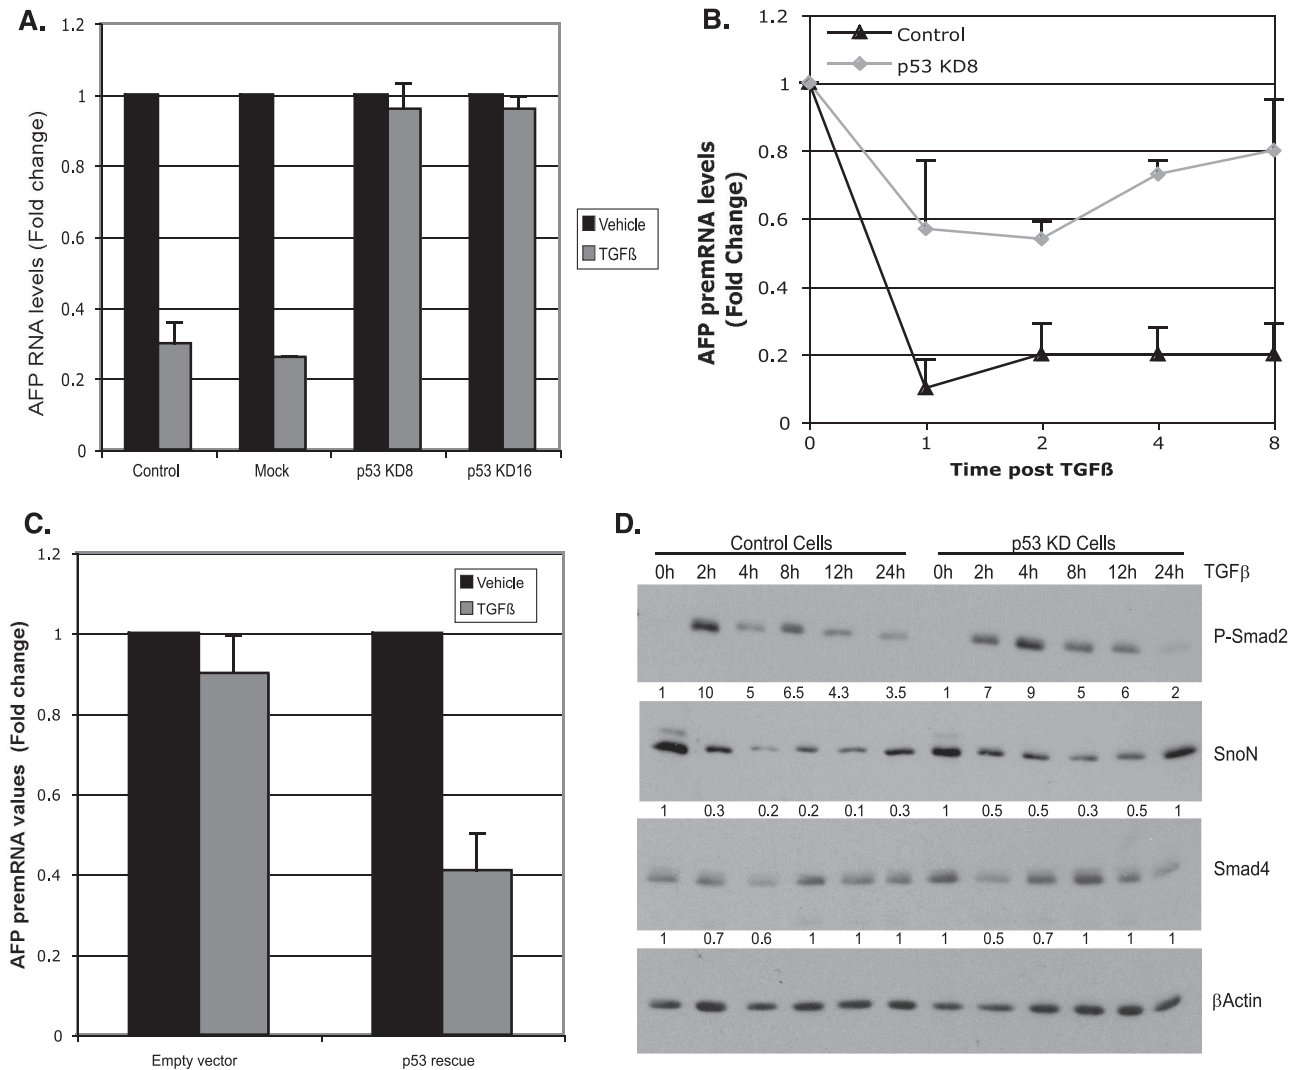 A.
AFP RNA levels (Fold change)
1.2
1
0.8
0.6
0.4
0.2
0
Control Mock p53 KD8 p53 KD16
Vehicle
TGFß
B.
AFP premRNA levels
(Fold Change)
1.2
1
0.8
0.6
0.4
0.2
0
Control
p53 KD8
0 1 2 4 8
Time post TGFß
C.
AFP premRNA values (Fold change)
1.2
1
0.8
0.6
0.4
0.2
0
Vehicle
TGFß
Empty vector p53 rescue
D.
Control Cells p53 KD Cells
0h 2h 4h 8h 12h 24h 0h 2h 4h 8h 12h 24h TGFβ
P-Smad2
1 10 5 6.5 4.3 3.5 1 7 9 5 6 2
SnoN
1 0.3 0.2 0.2 0.1 0.3 1 0.5 0.5 0.3 0.5 1
Smad4
1 0.7 0.6 1 1 1 1 0.5 0.7 1 1 1
βActin